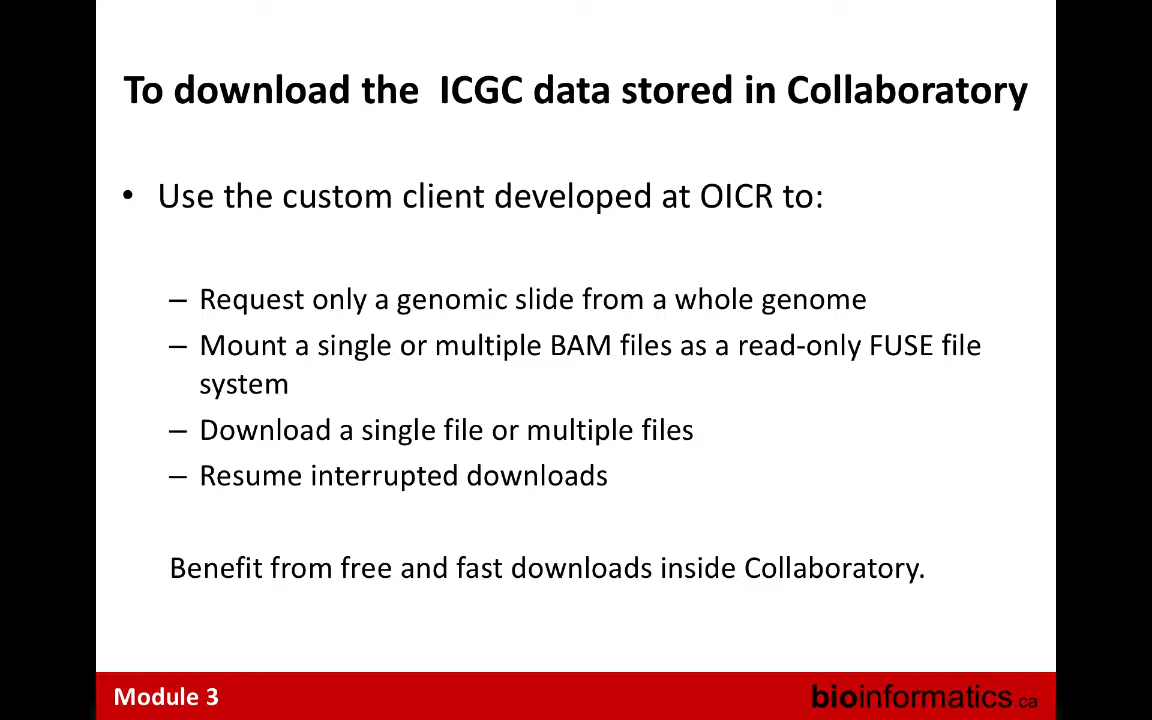 To download the ICGC data stored in Collaboratory
• Use the custom client developed at OICR to:
– Request only a genomic slide from a whole genome
– Mount a single or multiple BAM files as a read-only FUSE file
system
– Download a single file or multiple files
– Resume interrupted downloads
Benefit from free and fast downloads inside Collaboratory.
Module 3
bioinformatics.ca